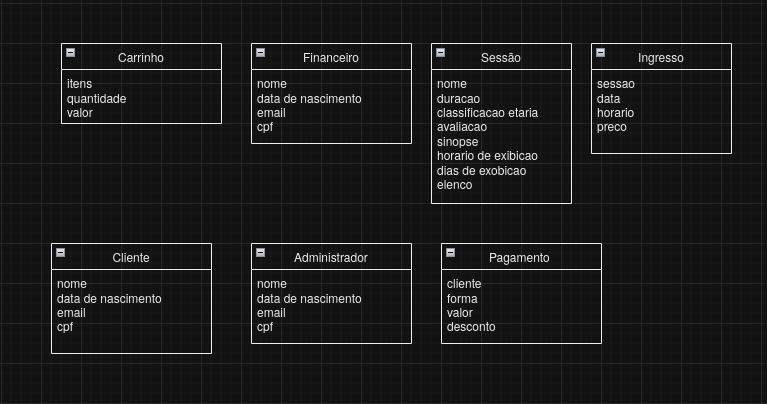 Carrinho
itens
quantidade
valor
Financeiro
nome
data de nascimento
email
cpf
Sessão
nome
duracao
classificacao etaria
avaliacao
sinopse
horario de exibicao
dias de exobicao
elenco
Ingresso
sessao
data
horario
preco
Cliente
nome
data de nascimento
email
cpf
Administrador
nome
data de nascimento
email
cpf
Pagamento
cliente
forma
valor
desconto